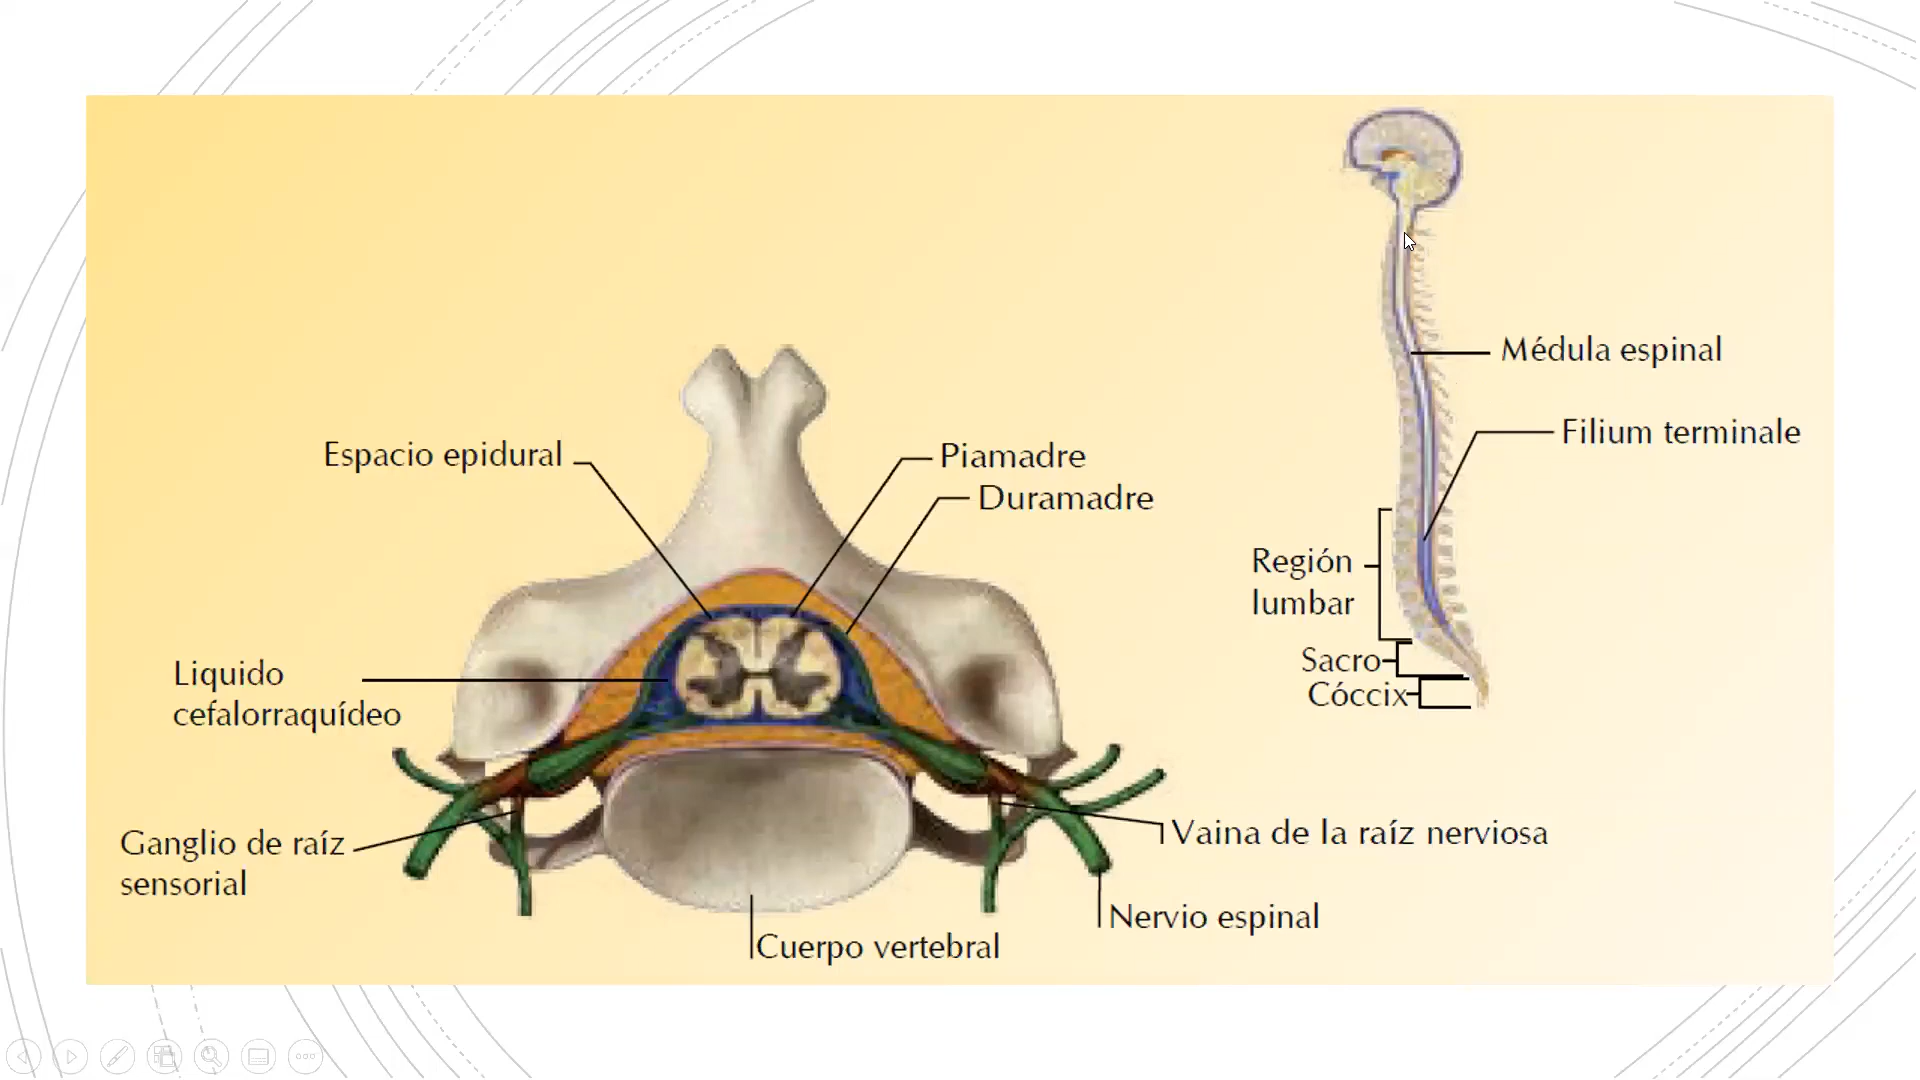 Médula espinal
Filium terminale
Espacio epidural
Piamadre
Duramadre
Región
lumbar
Sacro
Cóccix
Liquido
cefalorraquídeo
Ganglio de raíz
sensorial
Vaina de la raíz nerviosa
Nervio espinal
Cuerpo vertebral